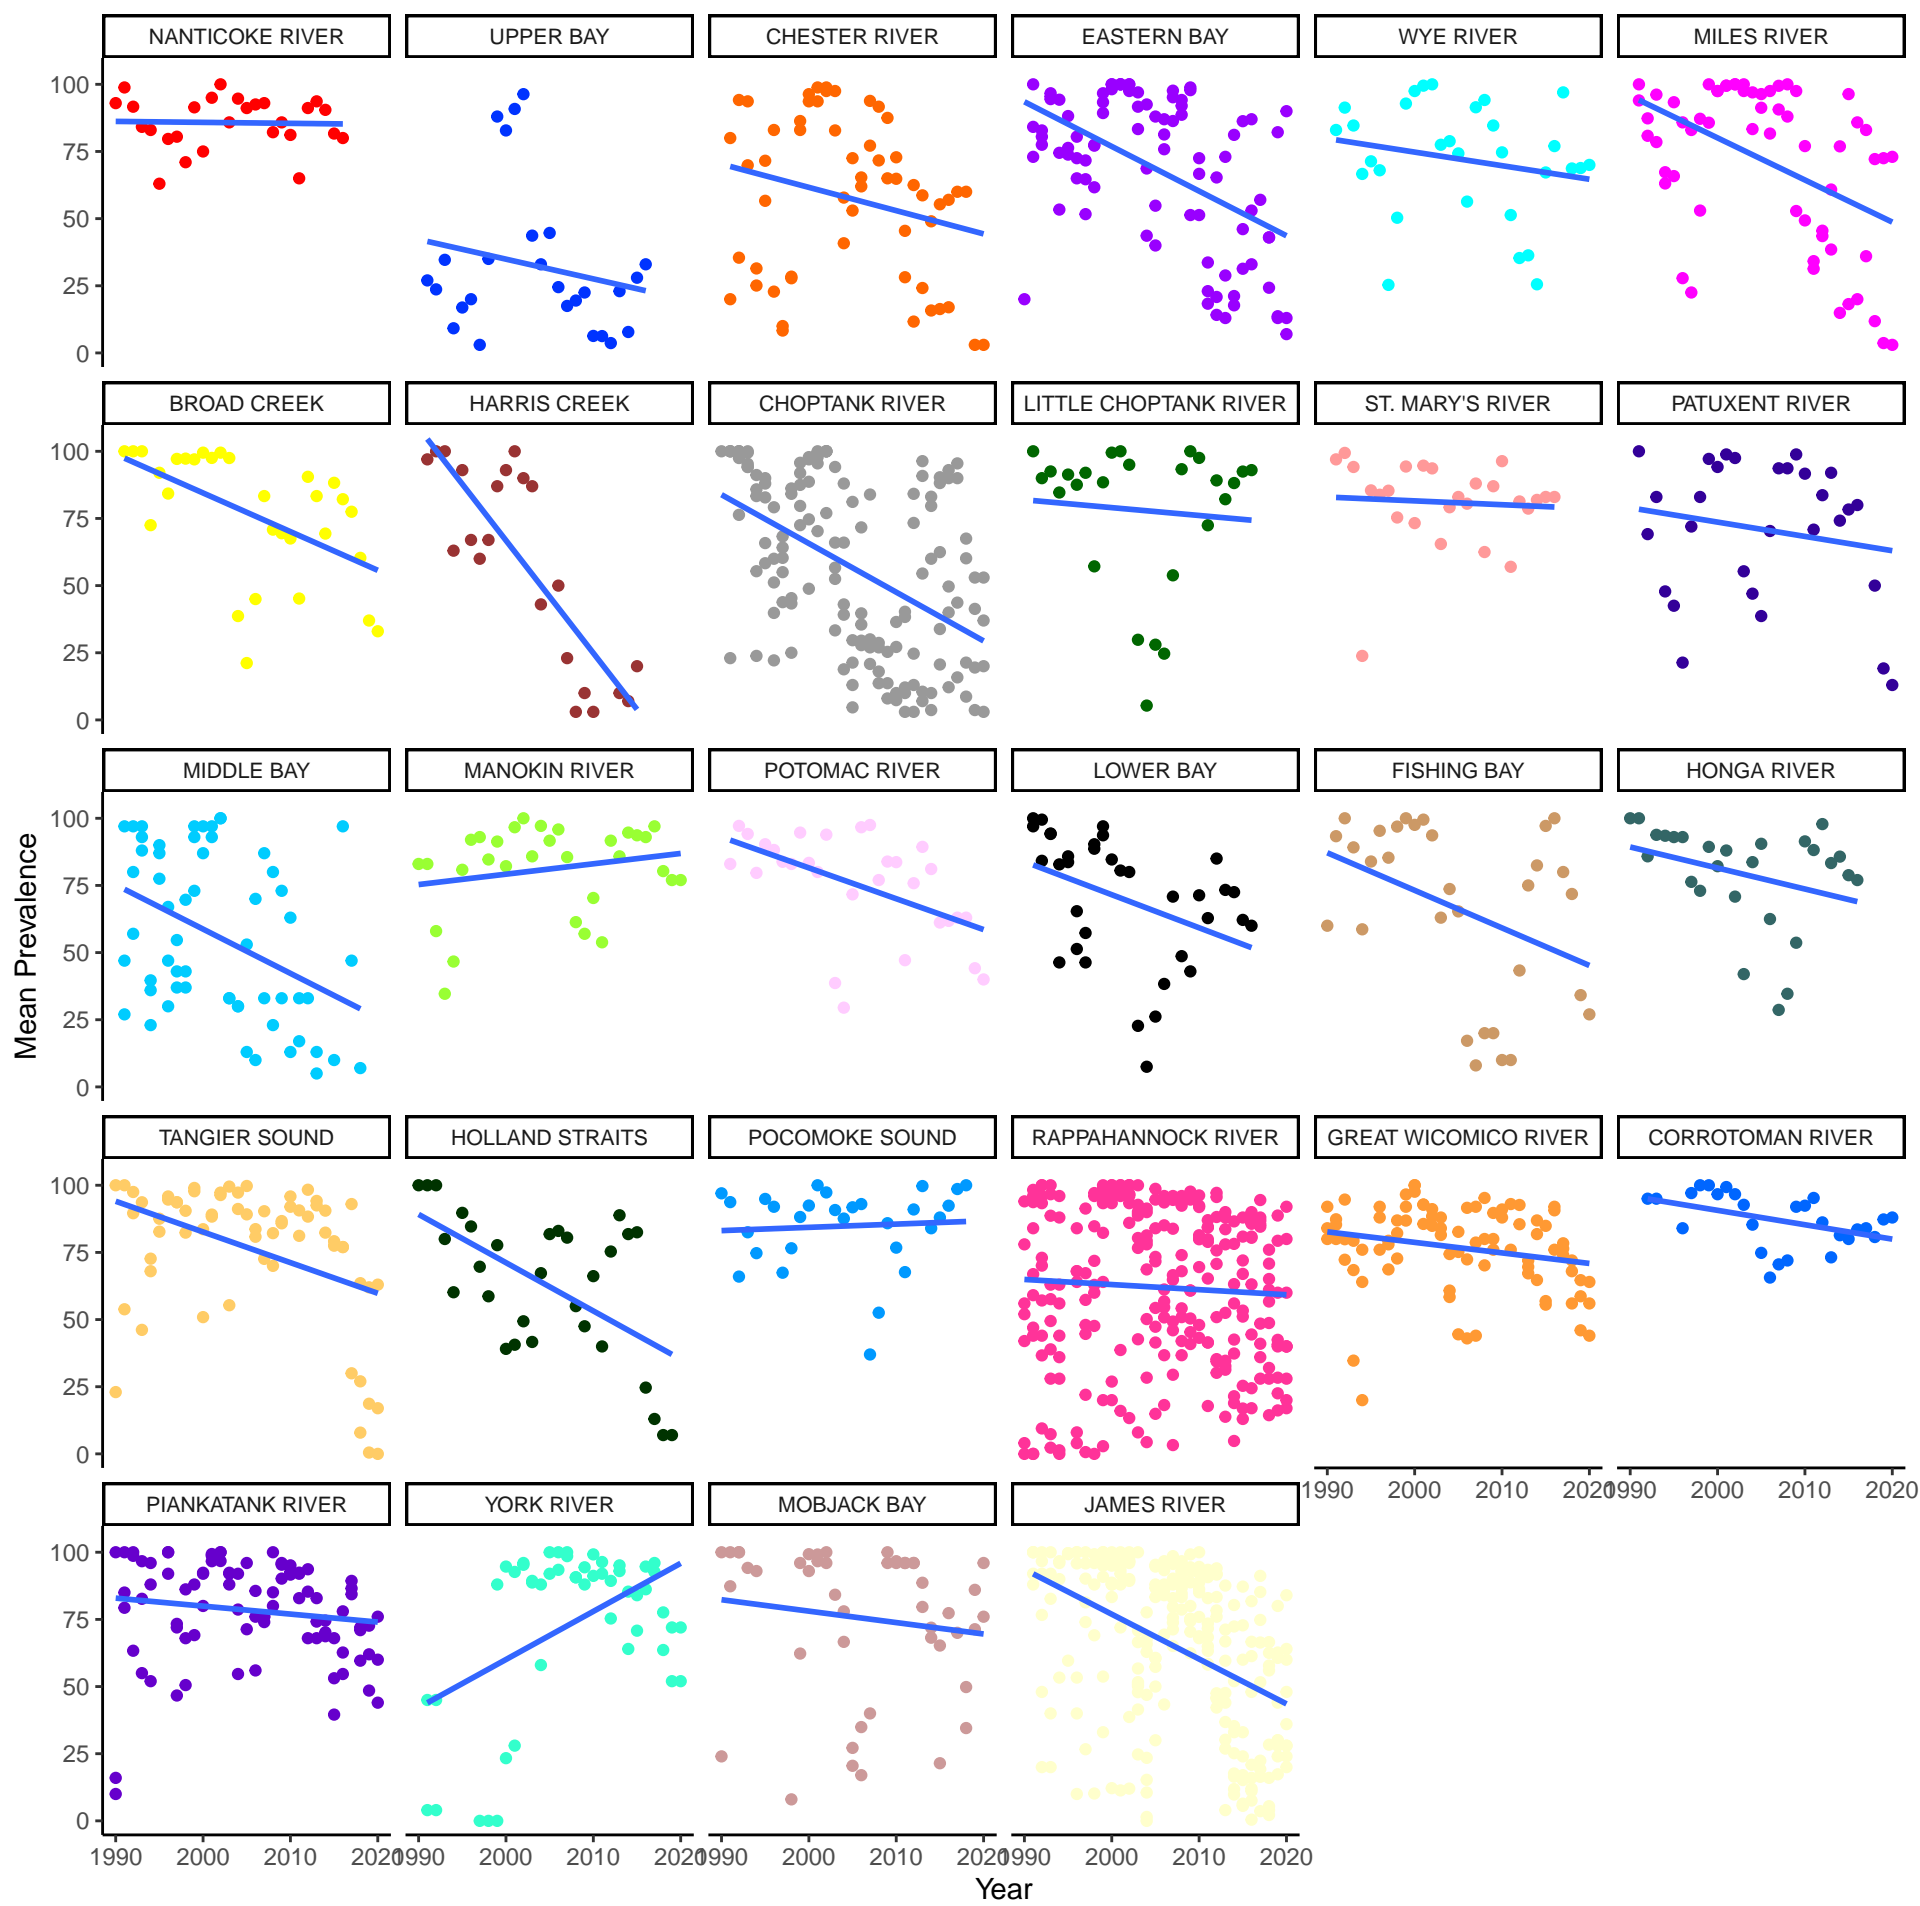 NANTICOKE RIVER UPPER BAY CHESTER RIVER EASTERN BAY WYE RIVER MILES RIVER
100
75
50
25
0
BROAD CREEK HARRIS CREEK CHOPTANK RIVER LITTLE CHOPTANK RIVER ST. MARY'S RIVER PATUXENT RIVER
100
75
50
25
0
MIDDLE BAY MANOKIN RIVER POTOMAC RIVER LOWER BAY FISHING BAY HONGA RIVER
Mean Prevalence
100
75
50
25
0
TANGIER SOUND HOLLAND STRAITS POCOMOKE SOUND RAPPAHANNOCK RIVER GREAT WICOMICO RIVER CORROTOMAN RIVER
100
75
50
25
0
1990 2000 2010 2020 1990 2000 2010 2020
PIANKATANK RIVER YORK RIVER MOBJACK BAY JAMES RIVER
100
75
50
25
0
1990 2000 2010 2020 1990 2000 2010 2020 1990 2000 2010 2020 1990 2000 2010 2020
Year